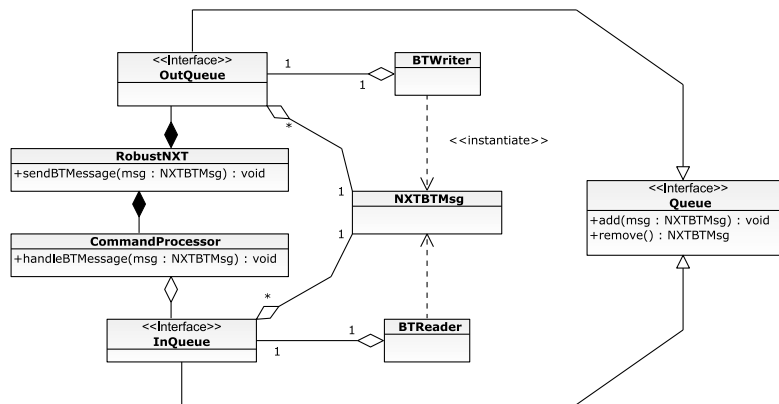 <<Interface>>
OutQueue
1
1
BTWriter
*
<<instantiate>>
RobustNXT
+sendBTMessage(msg : NXTBTMsg) : void
1
NXTBTMsg
1
<<Interface>>
Queue
+add(msg : NXTBTMsg) : void
+remove() : NXTBTMsg
CommandProcessor
+handleBTMessage(msg : NXTBTMsg) : void
*
<<Interface>>
InQueue
1
1
BTReader